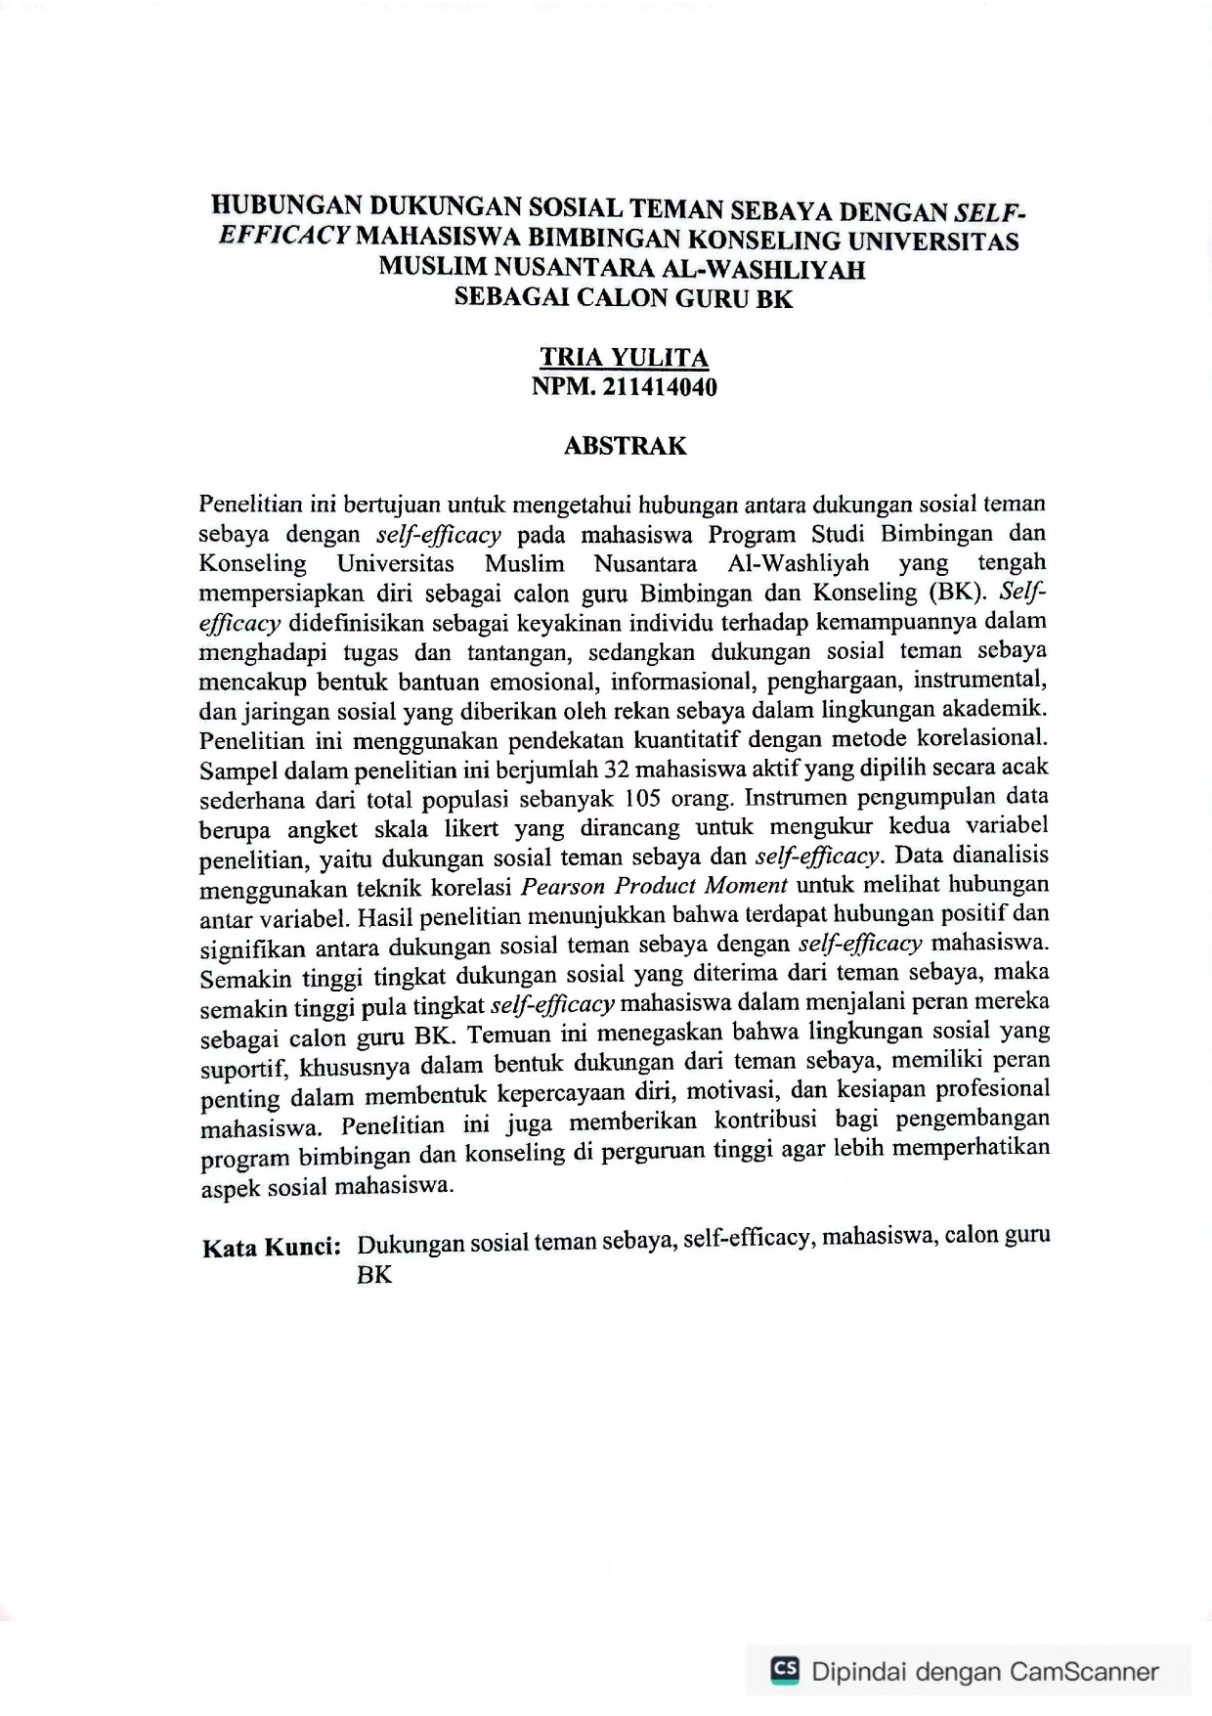 HUBUNGAN DUKUNGAN SOSIAL TEMAN SEBAYA DENGAN SELF-
EFFICACY MAHASISWA BIMBINGAN KONSELING UNIVERSITAS
MUSLIM NUSANTARA AL-WASHLIYAH
SEBAGAI CALON GURU BK
TRIA YULITA
NPM. 211414040
ABSTRAK
Penelitian ini bertujuan untuk mengetahui hubungan antara dukungan sosial teman
sebaya dengan self-efficacy pada mahasiswa Program Studi Bimbingan dan
Konseling Universitas Muslim Nusantara Al-Washliyah yang tengah
mempersiapkan diri sebagai calon guru Bimbingan dan Konseling (BK). Self-
efficacy didefinisikan sebagai keyakinan individu terhadap kemampuannya dalam
menghadapi tugas dan tantangan, sedangkan dukungan sosial teman sebaya
mencakup bentuk bantuan emosional, informasional, penghargaan, instrumental,
dan jaringan sosial yang diberikan oleh rekan sebaya dalam lingkungan akademik.
Penelitian ini menggunakan pendekatan kuantitatif dengan metode korelasional.
Sampel dalam penelitian ini berjumlah 32 mahasiswa aktif yang dipilih secara acak
sederhana dari total populasi sebanyak 105 orang. Instrumen pengumpulan data
berupa angket skala likert yang dirancang untuk mengukur kedua variabel
penelitian, yaitu dukungan sosial teman sebaya dan self-efficacy. Data dianalisis
menggunakan teknik korelasi Pearson Product Moment untuk melihat hubungan
antar variabel. Hasil penelitian menunjukkan bahwa terdapat hubungan positif dan
signifikan antara dukungan sosial teman sebaya dengan self-efficacy mahasiswa.
Semakin tinggi tingkat dukungan sosial yang diterima dari teman sebaya, maka
semakin tinggi pula tingkat self-efficacy mahasiswa dalam menjalani peran mereka
sebagai calon guru BK. Temuan ini menegaskan bahwa lingkungan sosial yang
suportif, khususnya dalam bentuk dukungan dari teman sebaya, memiliki peran
penting dalam membentuk kepercayaan diri, motivasi, dan kesiapan profesional
mahasiswa. Penelitian ini juga memberikan kontribusi bagi pengembangan
program bimbingan dan konseling di perguruan tinggi agar lebih memperhatikan
aspek sosial mahasiswa.
Kata Kunci: Dukungan sosial teman sebaya, self-efficacy, mahasiswa, calon guru
BK
CS Dipindai dengan CamScanner